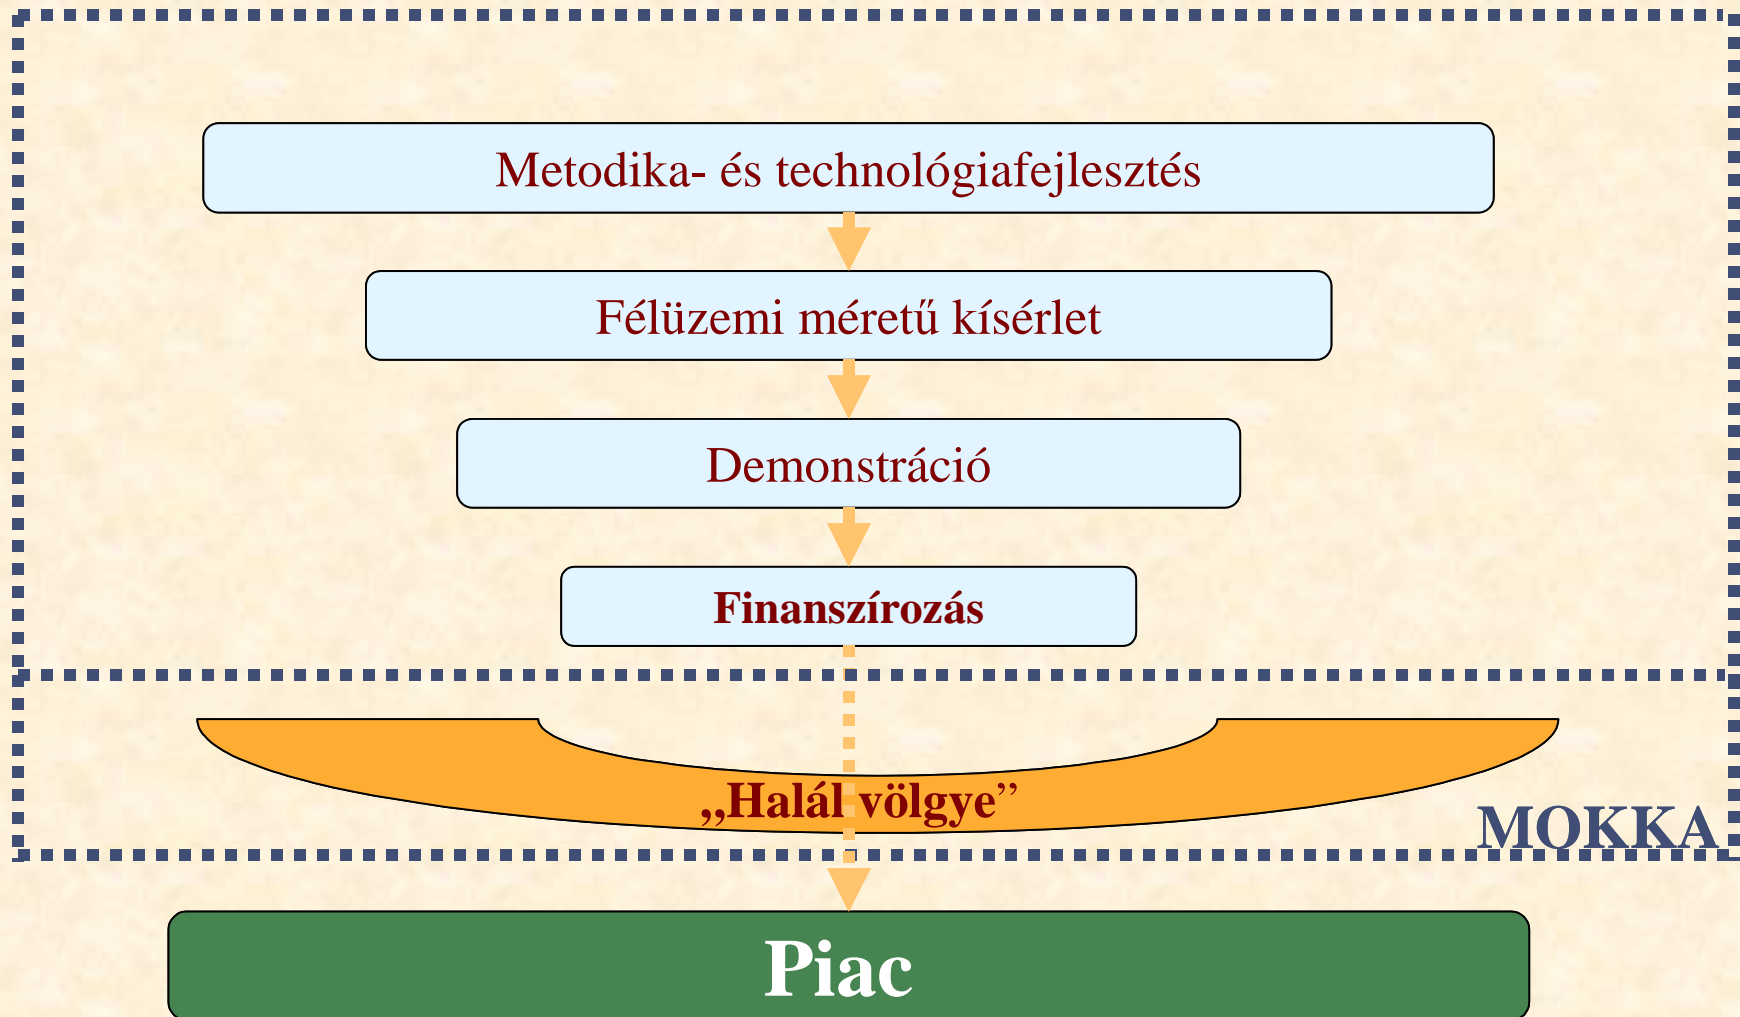 Metodika- és technológiafejlesztés
Félüzemi méretű kísérlet
Demonstráció
Finanszírozás
„Halál völgye”
MOKKA
Piac